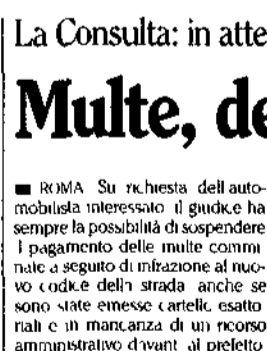 La Consulta: in atte
Multe, de
■ ROMA Su richiesta dell auto-
mobilista interessato il giudice ha
sempre la possibilità di sospendere
l pagamento delle multe commi
nate a seguito di infrazione al nuo-
vo codice della strada anche se
sono state emesse cartelle esatto
riali e in mancanza di un ricorso
amministrativo davant al prefetto